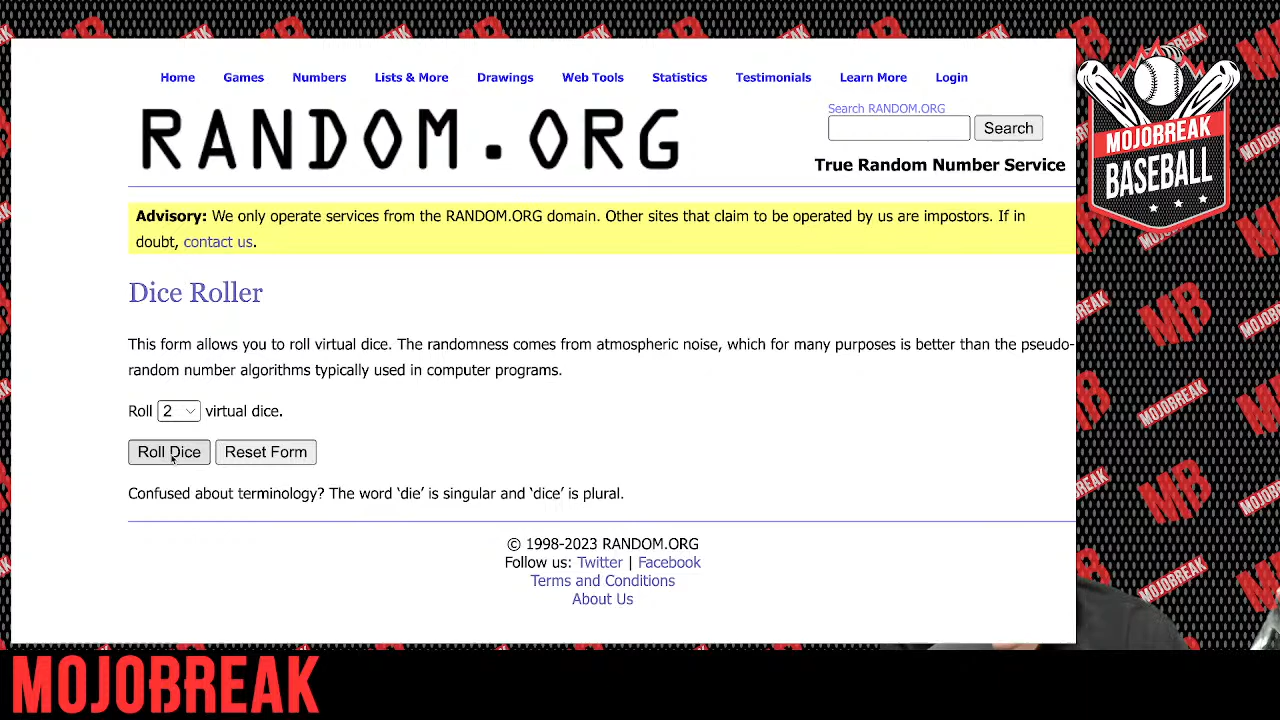 Home Games Numbers Lists & More Drawings Web Tools Statistics Testimonials Learn More Login
RANDOM.ORG
Search RANDOM.ORG
Search
True Random Number Service
Advisory: We only operate services from the RANDOM.ORG domain. Other sites that claim to be operated by us are impostors. If in
doubt, contact us.
Dice Roller
This form allows you to roll virtual dice. The randomness comes from atmospheric noise, which for many purposes is better than the pseudo-
random number algorithms typically used in computer programs.
Roll 2 virtual dice.
Roll Dice Reset Form
Confused about terminology? The word ‘die’ is singular and ‘dice’ is plural.
© 1998-2023 RANDOM.ORG
Follow us: Twitter | Facebook
Terms and Conditions
About Us
MOJOBREAK
BASEBALL
MB
MOJOBREAK
MB
MOJOBREAK
MOJOBREAK